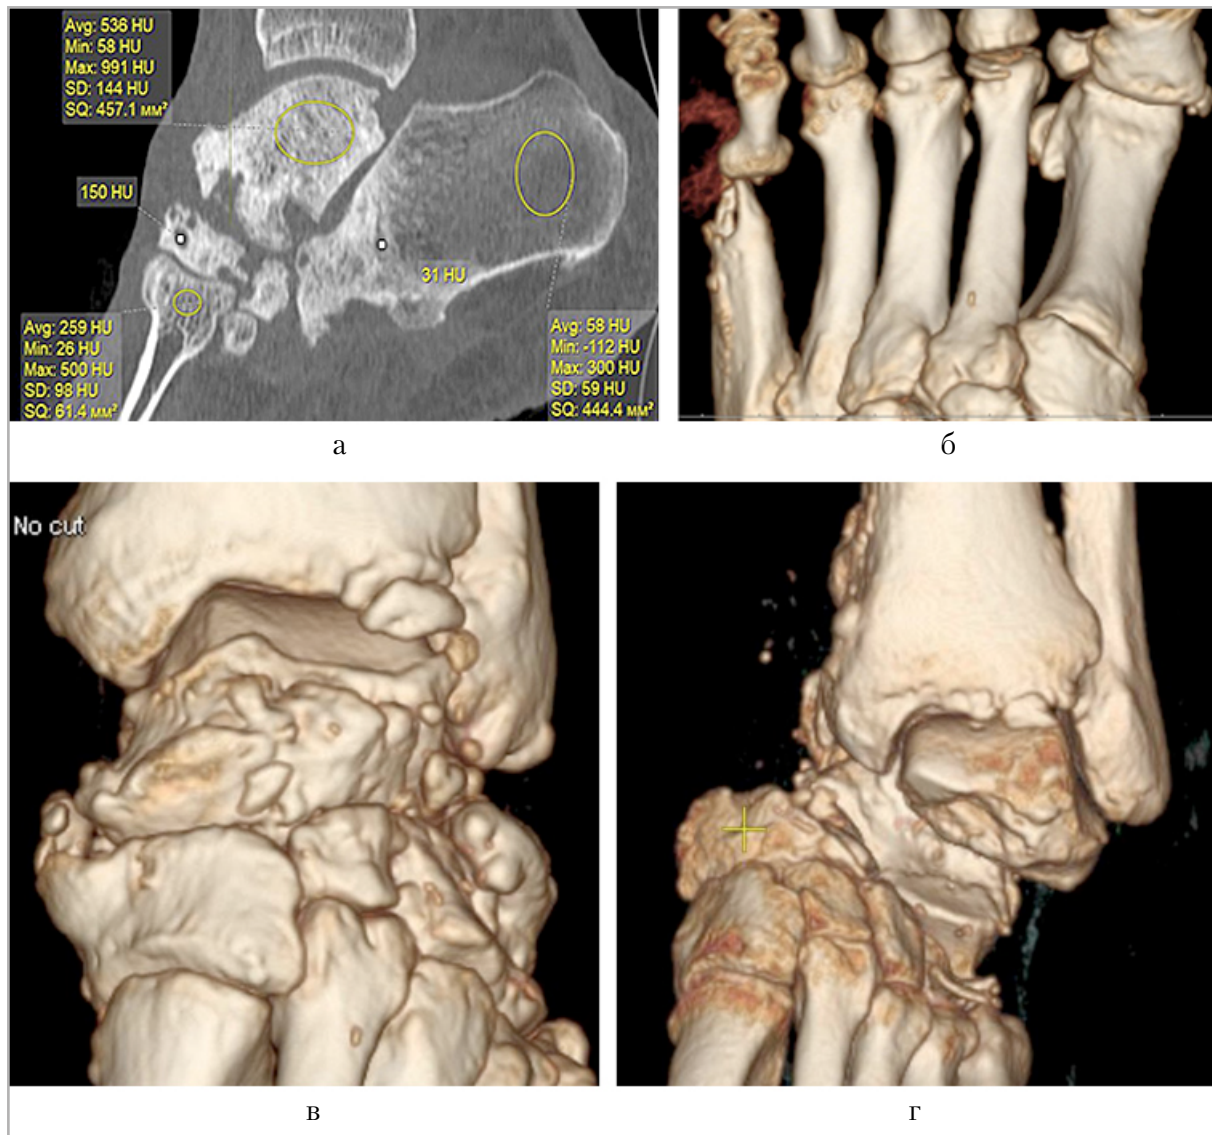 Avg: 536 HU
Min: 58 HU
Max: 991 HU
SD: 144 HU
SQ: 457.1 мм²
150 HU
31 HU
Avg: 259 HU
Min: 26 HU
Max: 500 HU
SD: 98 HU
SQ: 61.4 мм²
Avg: 58 HU
Min: -112 HU
Max: 300 HU
SD: 59 HU
SQ: 444.4 мм²
а
б
No cut
в
г